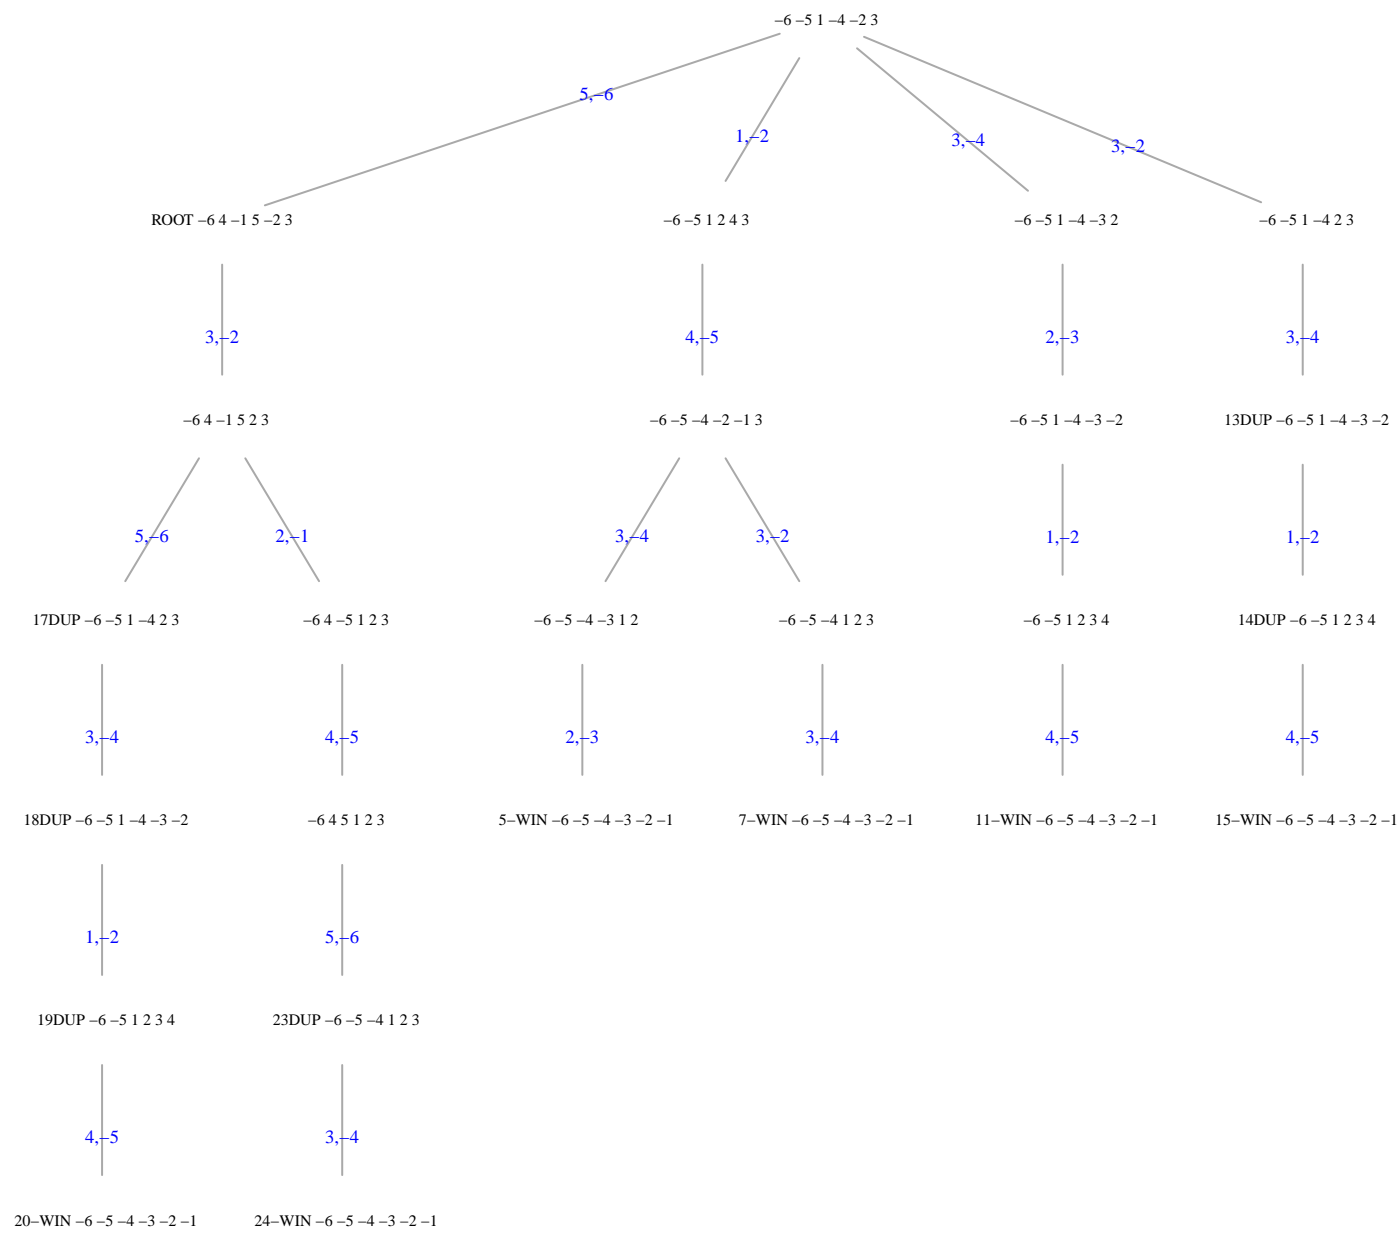 –6 –5 1 –4 –2 3
5,–6
1,–2
3,–4
3,–2
ROOT –6 4 –1 5 –2 3
–6 –5 1 2 4 3
–6 –5 1 –4 –3 2
–6 –5 1 –4 2 3
3,–2
4,–5
2,–3
3,–4
–6 4 –1 5 2 3
–6 –5 –4 –2 –1 3
–6 –5 1 –4 –3 –2
13DUP –6 –5 1 –4 –3 –2
5,–6
2,–1
3,–4
3,–2
1,–2
1,–2
17DUP –6 –5 1 –4 2 3
–6 4 –5 1 2 3
–6 –5 –4 –3 1 2
–6 –5 –4 1 2 3
–6 –5 1 2 3 4
14DUP –6 –5 1 2 3 4
3,–4
4,–5
2,–3
3,–4
4,–5
4,–5
18DUP –6 –5 1 –4 –3 –2
–6 4 5 1 2 3
5–WIN –6 –5 –4 –3 –2 –1
7–WIN –6 –5 –4 –3 –2 –1
11–WIN –6 –5 –4 –3 –2 –1
15–WIN –6 –5 –4 –3 –2 –1
1,–2
5,–6
19DUP –6 –5 1 2 3 4
23DUP –6 –5 –4 1 2 3
4,–5
3,–4
20–WIN –6 –5 –4 –3 –2 –1
24–WIN –6 –5 –4 –3 –2 –1